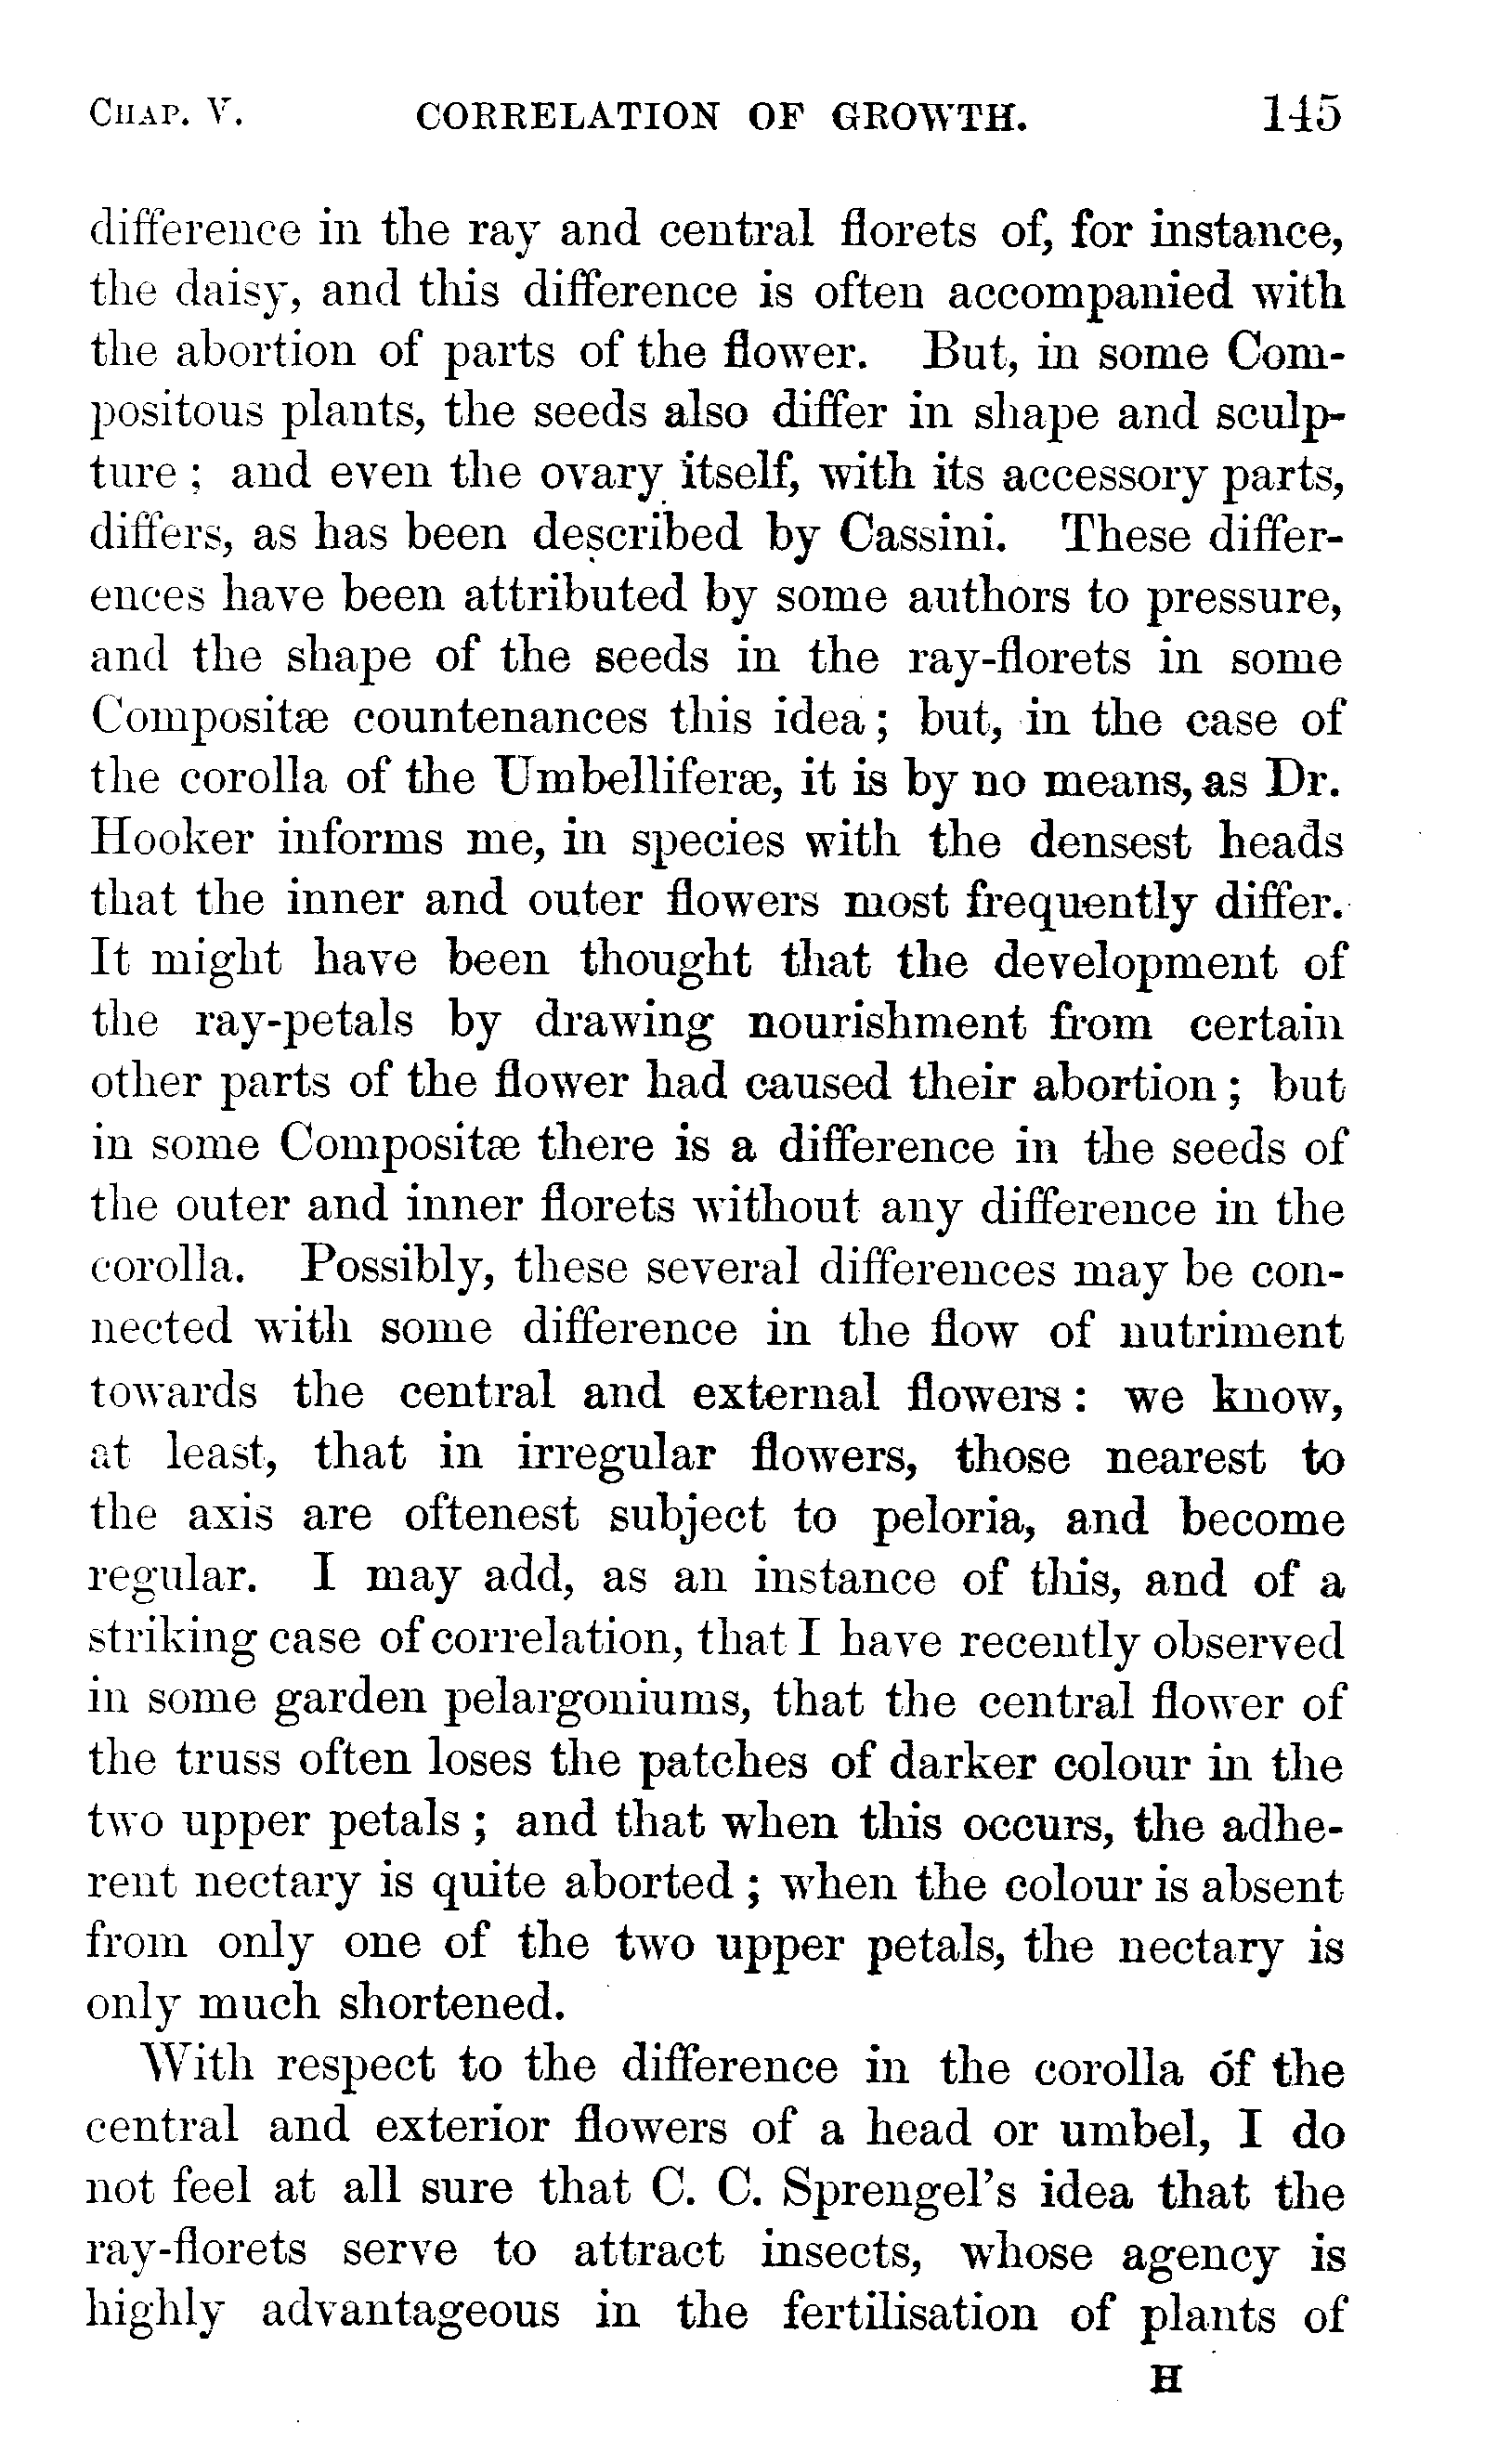 CHAP. V. CORRELATION OF GROWTH. 145
difference in the ray and central florets of, for instance,
the daisy, and this difference is often accompanied with
the abortion of parts of the flower. But, in some Com-
positous plants, the seeds also differ in shape and sculp-
ture ; and even the ovary itself, with its accessory parts,
differs, as has been described by Cassini. These differ-
ences have been attributed by some authors to pressure,
and the shape of the seeds in the ray-florets in some
Compositæ countenances this idea ; but, in the case of
the corolla of the Umbelliferæ, it is by no means, as Dr.
Hooker informs me, in species with the densest heads
that the inner and outer flowers most frequently differ.
It might have been thought that the development of
the ray-petals by drawing nourishment from certain
other parts of the flower had caused their abortion ; but
in some Compositæ there is a difference in the seeds of
the outer and inner florets without any difference in the
corolla. Possibly, these several differences may be con-
nected with some difference in the flow of nutriment
towards the central and external flowers : we know,
at least, that in irregular flowers, those nearest to
the axis are oftenest subject to peloria, and become
regular. I may add, as an instance of this, and of a
striking case of correlation, that I have recently observed
in some garden pelargoniums, that the central flower of
the truss often loses the patches of darker colour in the
two upper petals ; and that when this occurs, the adhe-
rent nectary is quite aborted ; when the colour is absent
from only one of the two upper petals, the nectary is
only much shortened.
With respect to the difference in the corolla of the
central and exterior flowers of a head or umbel, I do
not feel at all sure that C. C. Sprengel's idea that the
ray-florets serve to attract insects, whose agency is
highly advantageous in the fertilisation of plants of
H